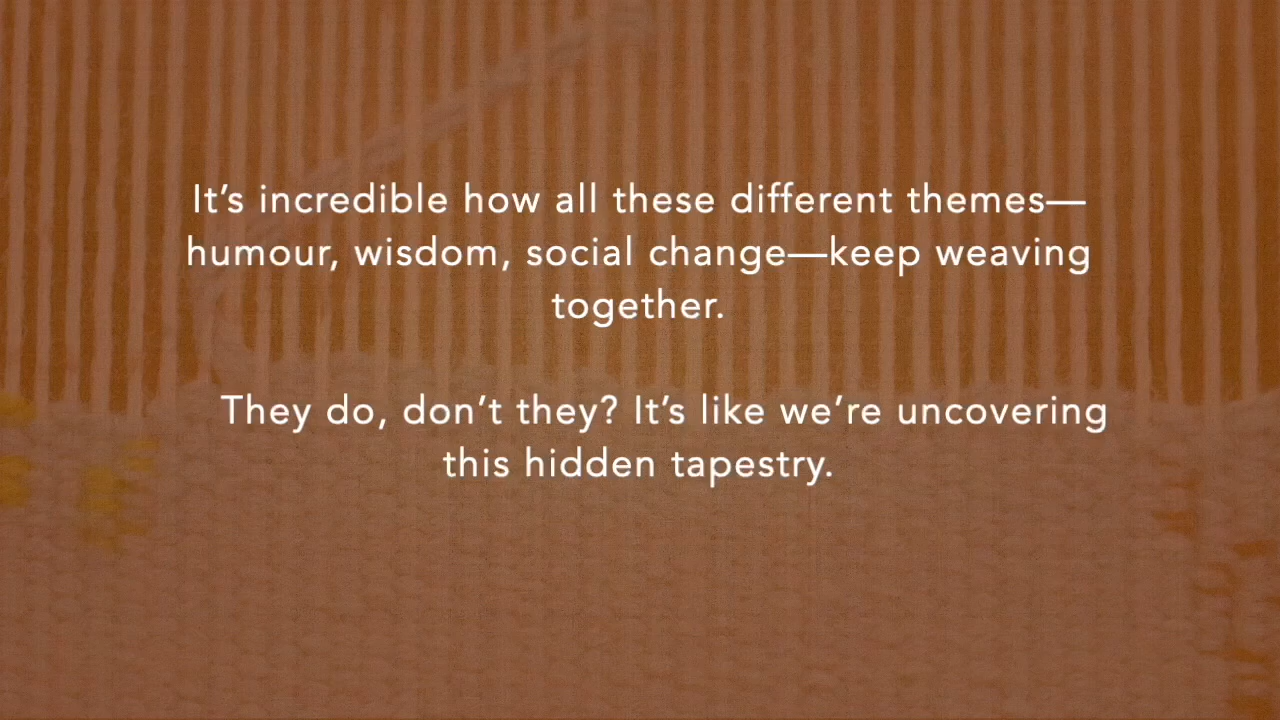 It’s incredible how all these different themes—
humour, wisdom, social change—keep weaving
together.
They do, don’t they? It’s like we’re uncovering
this hidden tapestry.